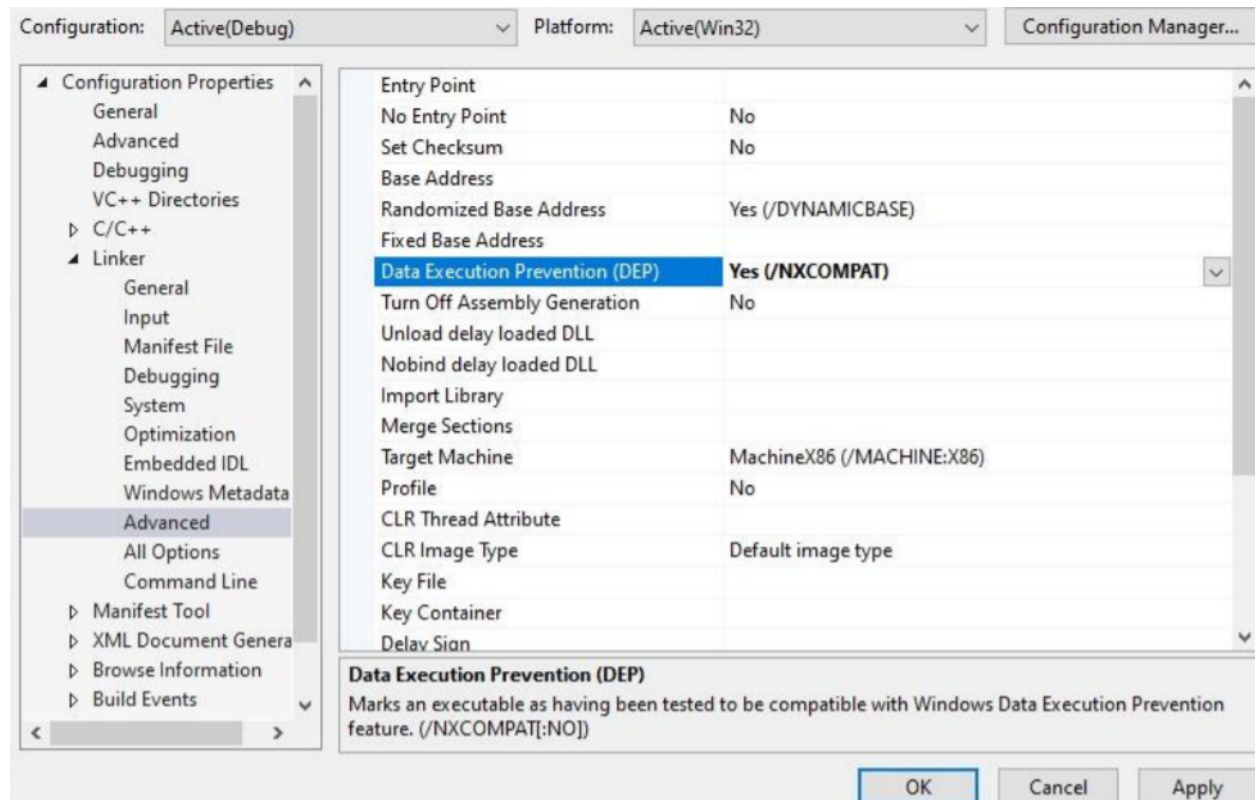 Configuration: Active(Debug) Platform: Active(Win32) Configuration Manager...
Configuration Properties
General
Advanced
Debugging
VC++ Directories
C/C++
Linker
General
Input
Manifest File
Debugging
System
Optimization
Embedded IDL
Windows Metadata
Advanced
All Options
Command Line
Manifest Tool
XML Document Genera
Browse Information
Build Events
Entry Point
No Entry Point No
Set Checksum No
Base Address
Randomized Base Address Yes (/DYNAMICBASE)
Fixed Base Address
Data Execution Prevention (DEP) Yes (/NXCOMPAT)
Turn Off Assembly Generation No
Unload delay loaded DLL
Nobind delay loaded DLL
Import Library
Merge Sections
Target Machine MachineX86 (/MACHINE:X86)
Profile No
CLR Thread Attribute
CLR Image Type Default image type
Key File
Key Container
Delay Sign
Data Execution Prevention (DEP)
Marks an executable as having been tested to be compatible with Windows Data Execution Prevention
feature. (/NXCOMPAT[:NO])
OK Cancel Apply